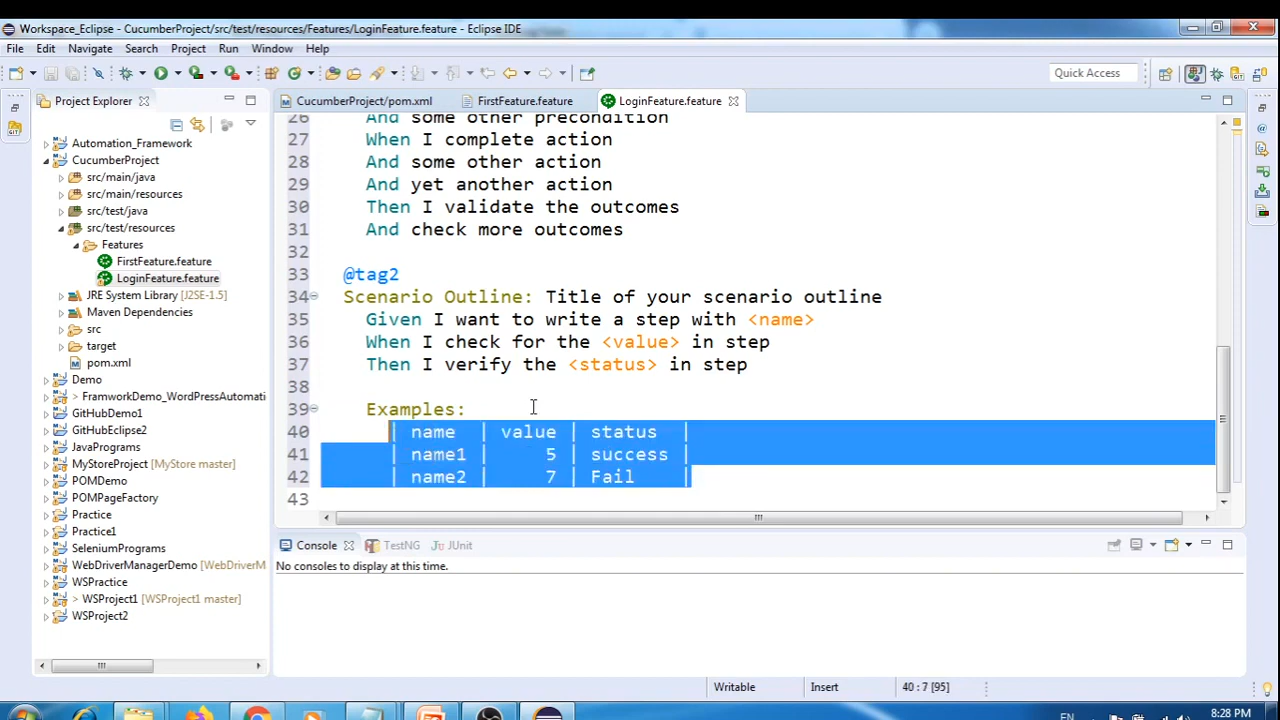 Workspace_Eclipse - CucumberProject/src/test/resources/Features/LoginFeature.feature - Eclipse IDE
File Edit Navigate Search Project Run Window Help
Quick Access
Project Explorer
CucumberProject/pom.xml FirstFeature.feature LoginFeature.feature
Automation_Framework
CucumberProject
src/main/java
src/main/resources
src/test/java
src/test/resources
Features
FirstFeature.feature
LoginFeature.feature
JRE System Library [J2SE-1.5]
Maven Dependencies
src
target
pom.xml
Demo
> FramworkDemo_WordPressAutomati
GitHubDemo1
GitHubEclipse2
JavaPrograms
MyStoreProject [MyStore master]
POMDemo
POMPageFactory
Practice
Practice1
SeleniumPrograms
WebDriverManagerDemo [WebDriverM
WSPractice
> WSProject1 [WSProject1 master]
WSProject2
26 And some other precondition
27 When I complete action
28 And some other action
29 And yet another action
30 Then I validate the outcomes
31 And check more outcomes
32
33 @tag2
34 Scenario Outline: Title of your scenario outline
35 Given I want to write a step with <name>
36 When I check for the <value> in step
37 Then I verify the <status> in step
38
39 Examples:
40 | name | value | status |
41 | name1 | 5 | success |
42 | name2 | 7 | Fail |
43
Console TestNG JUnit
No consoles to display at this time.
Writable Insert 40 : 7 [95]
EN 8:28 PM